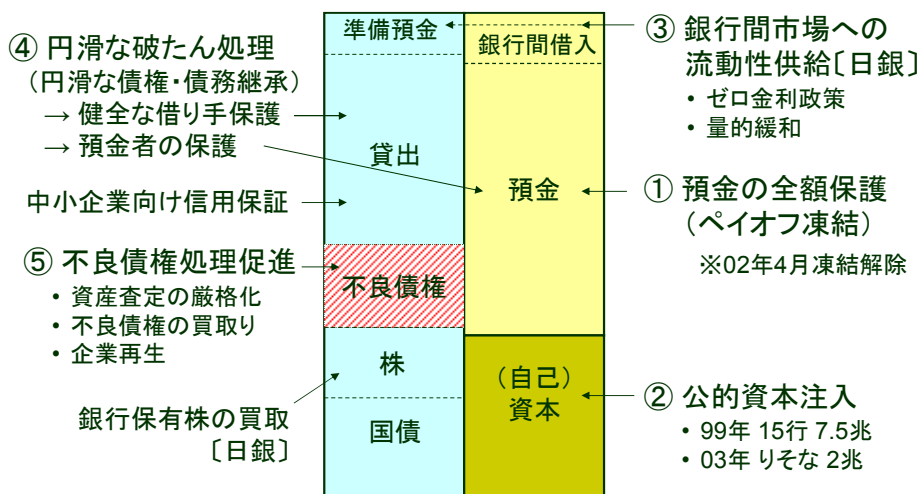 ④ 円滑な破たん処理
(円滑な債権・債務継承)
→ 健全な借り手保護
→ 預金者の保護
中小企業向け信用保証
⑤ 不良債権処理促進
• 資産査定の厳格化
• 不良債権の買取り
• 企業再生
銀行保有株の買取
〔日銀〕
準備預金
貸出
不良債権
株
国債
銀行間借入
預金
(自己)
資本
③ 銀行間市場への
流動性供給〔日銀〕
• ゼロ金利政策
• 量的緩和
① 預金の全額保護
(ペイオフ凍結)
※02年4月凍結解除
② 公的資本注入
• 99年 15行 7.5兆
• 03年 りそな 2兆